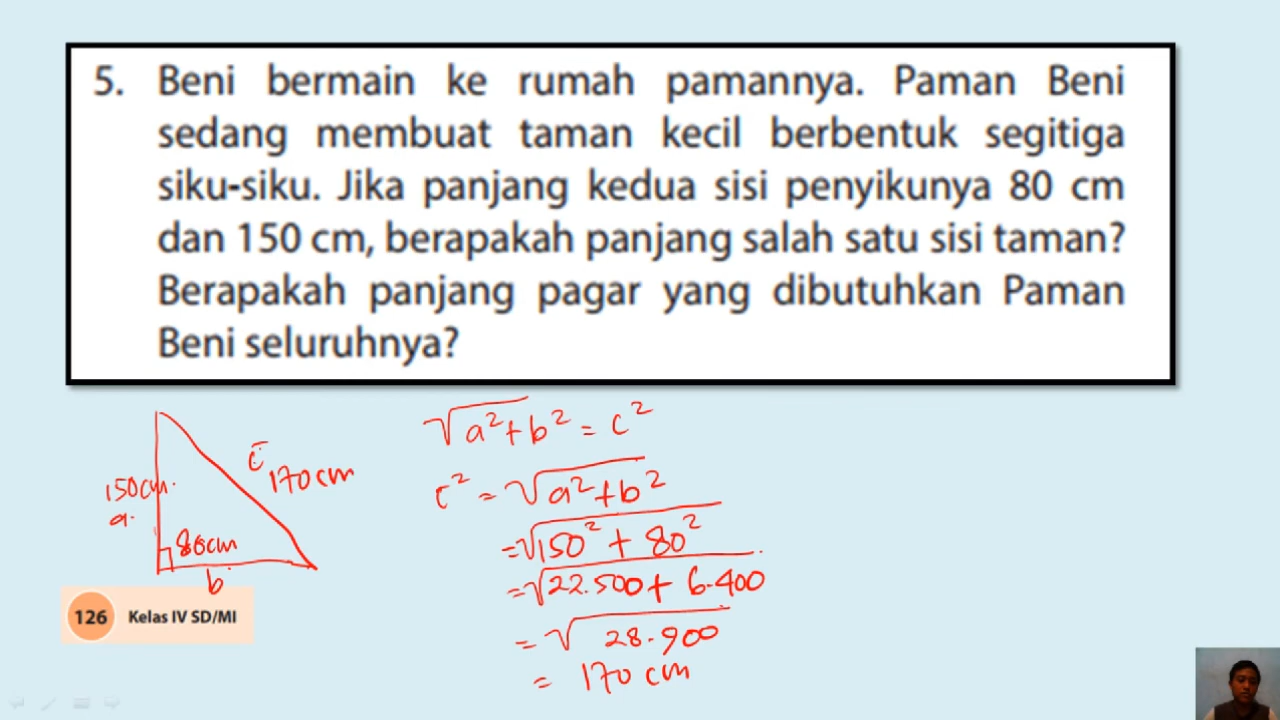 5. Beni bermain ke rumah pamannya. Paman Beni
sedang membuat taman kecil berbentuk segitiga
siku-siku. Jika panjang kedua sisi penyikunya 80 cm
dan 150 cm, berapakah panjang salah satu sisi taman?
Berapakah panjang pagar yang dibutuhkan Paman
Beni seluruhnya?
150 cm.
a.
c
170 cm
80 cm
b
√a²+b² = c²
c² = √a²+b²
= √150² + 80²
= √22.500 + 6.400
= √28.900
= 170 cm
126 Kelas IV SD/MI